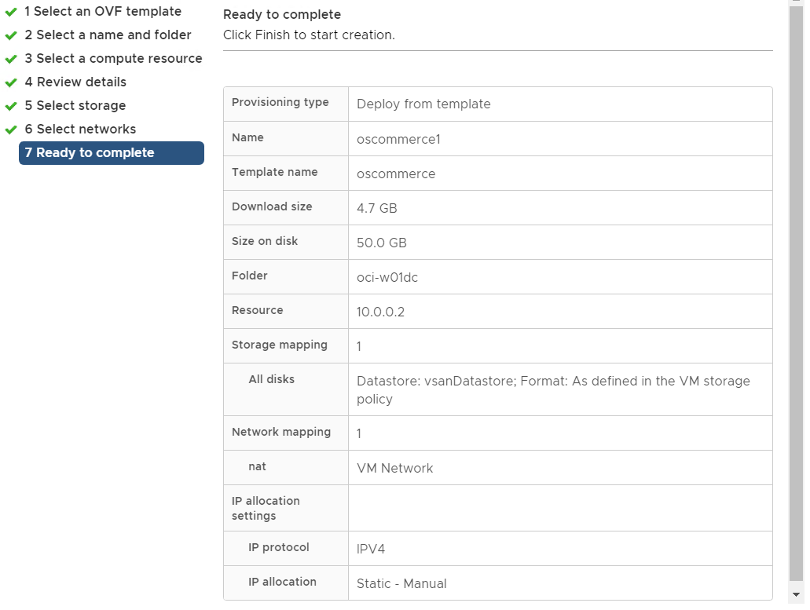 1 Select an OVF template
2 Select a name and folder
3 Select a compute resource
4 Review details
5 Select storage
6 Select networks
7 Ready to complete
Ready to complete
Click Finish to start creation.
Provisioning type Deploy from template
Name oscommerce1
Template name oscommerce
Download size 4.7 GB
Size on disk 50.0 GB
Folder oci-w01dc
Resource 10.0.0.2
Storage mapping 1
All disks Datastore: vsanDatastore; Format: As defined in the VM storage
policy
Network mapping 1
nat VM Network
IP allocation
settings
IP protocol IPV4
IP allocation Static - Manual